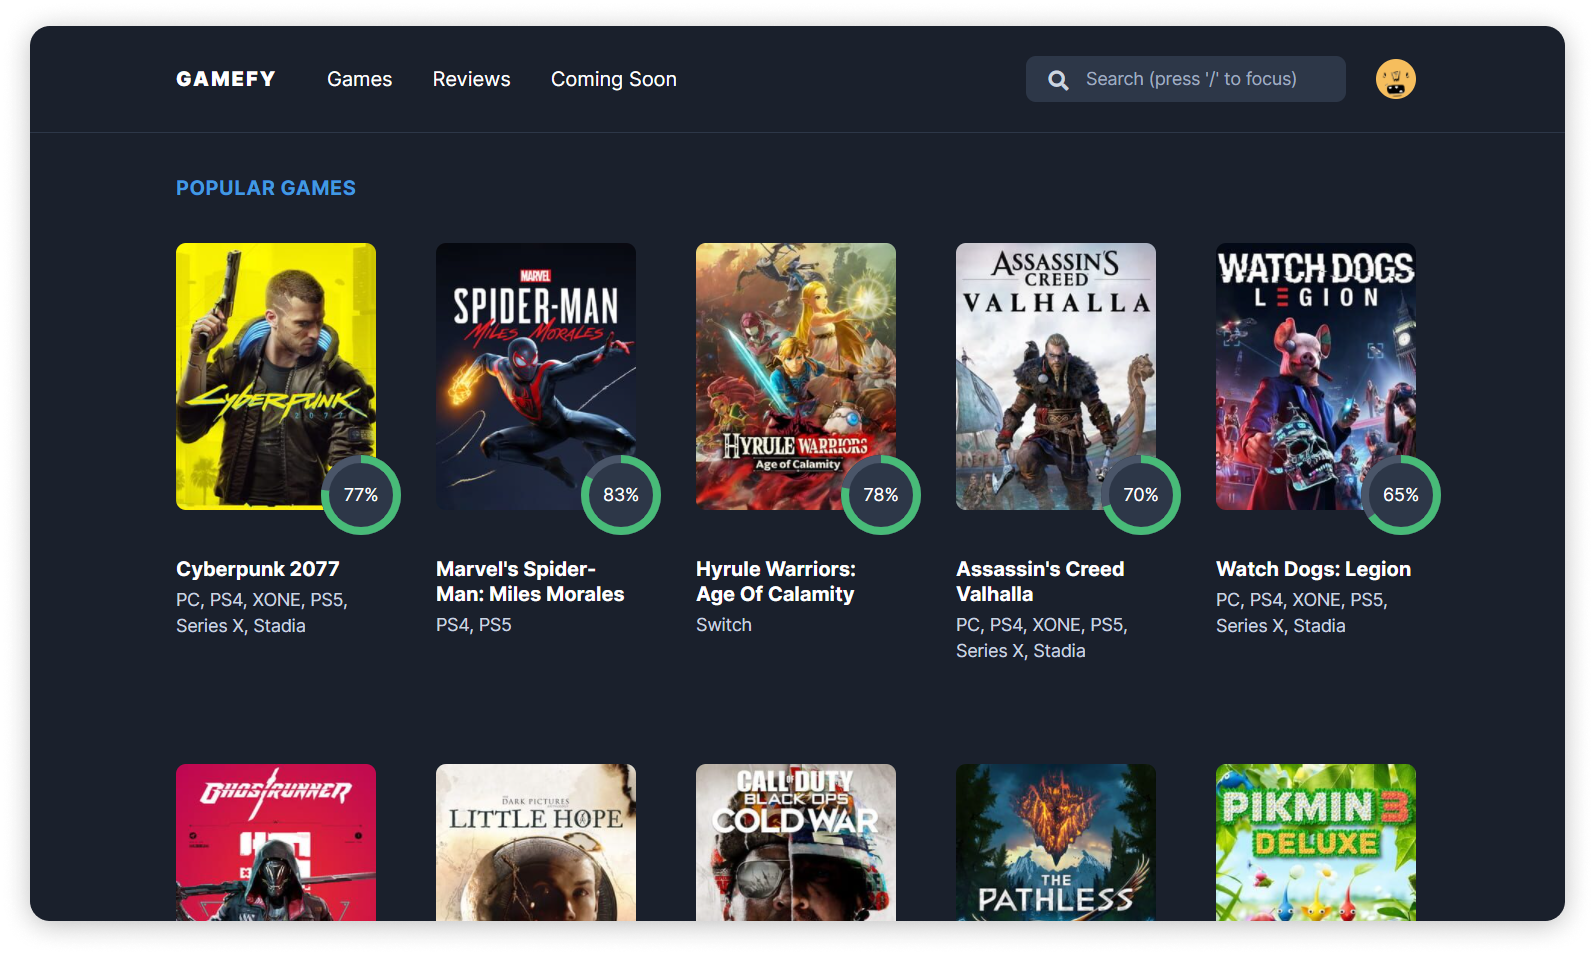 GAMEFY
Games
Reviews
Coming Soon
Search (press '/' to focus)
POPULAR GAMES
CYBERPUNK
2077
77%
Cyberpunk 2077
PC, PS4, XONE, PS5,
Series X, Stadia
MARVEL
SPIDER-MAN
MILES MORALES
83%
Marvel's Spider-
Man: Miles Morales
PS4, PS5
HYRULE WARRIORS
Age of Calamity
78%
Hyrule Warriors:
Age Of Calamity
Switch
ASSASSIN'S
CREED
VALHALLA
70%
Assassin's Creed
Valhalla
PC, PS4, XONE, PS5,
Series X, Stadia
WATCH DOGS
LEGION
65%
Watch Dogs: Legion
PC, PS4, XONE, PS5,
Series X, Stadia
GHOSTRUNNER
DARK PICTURES
LITTLE HOPE
CALL OF DUTY
BLACK OPS
COLD WAR
THE
PATHLESS
PIKMIN 3
DELUXE